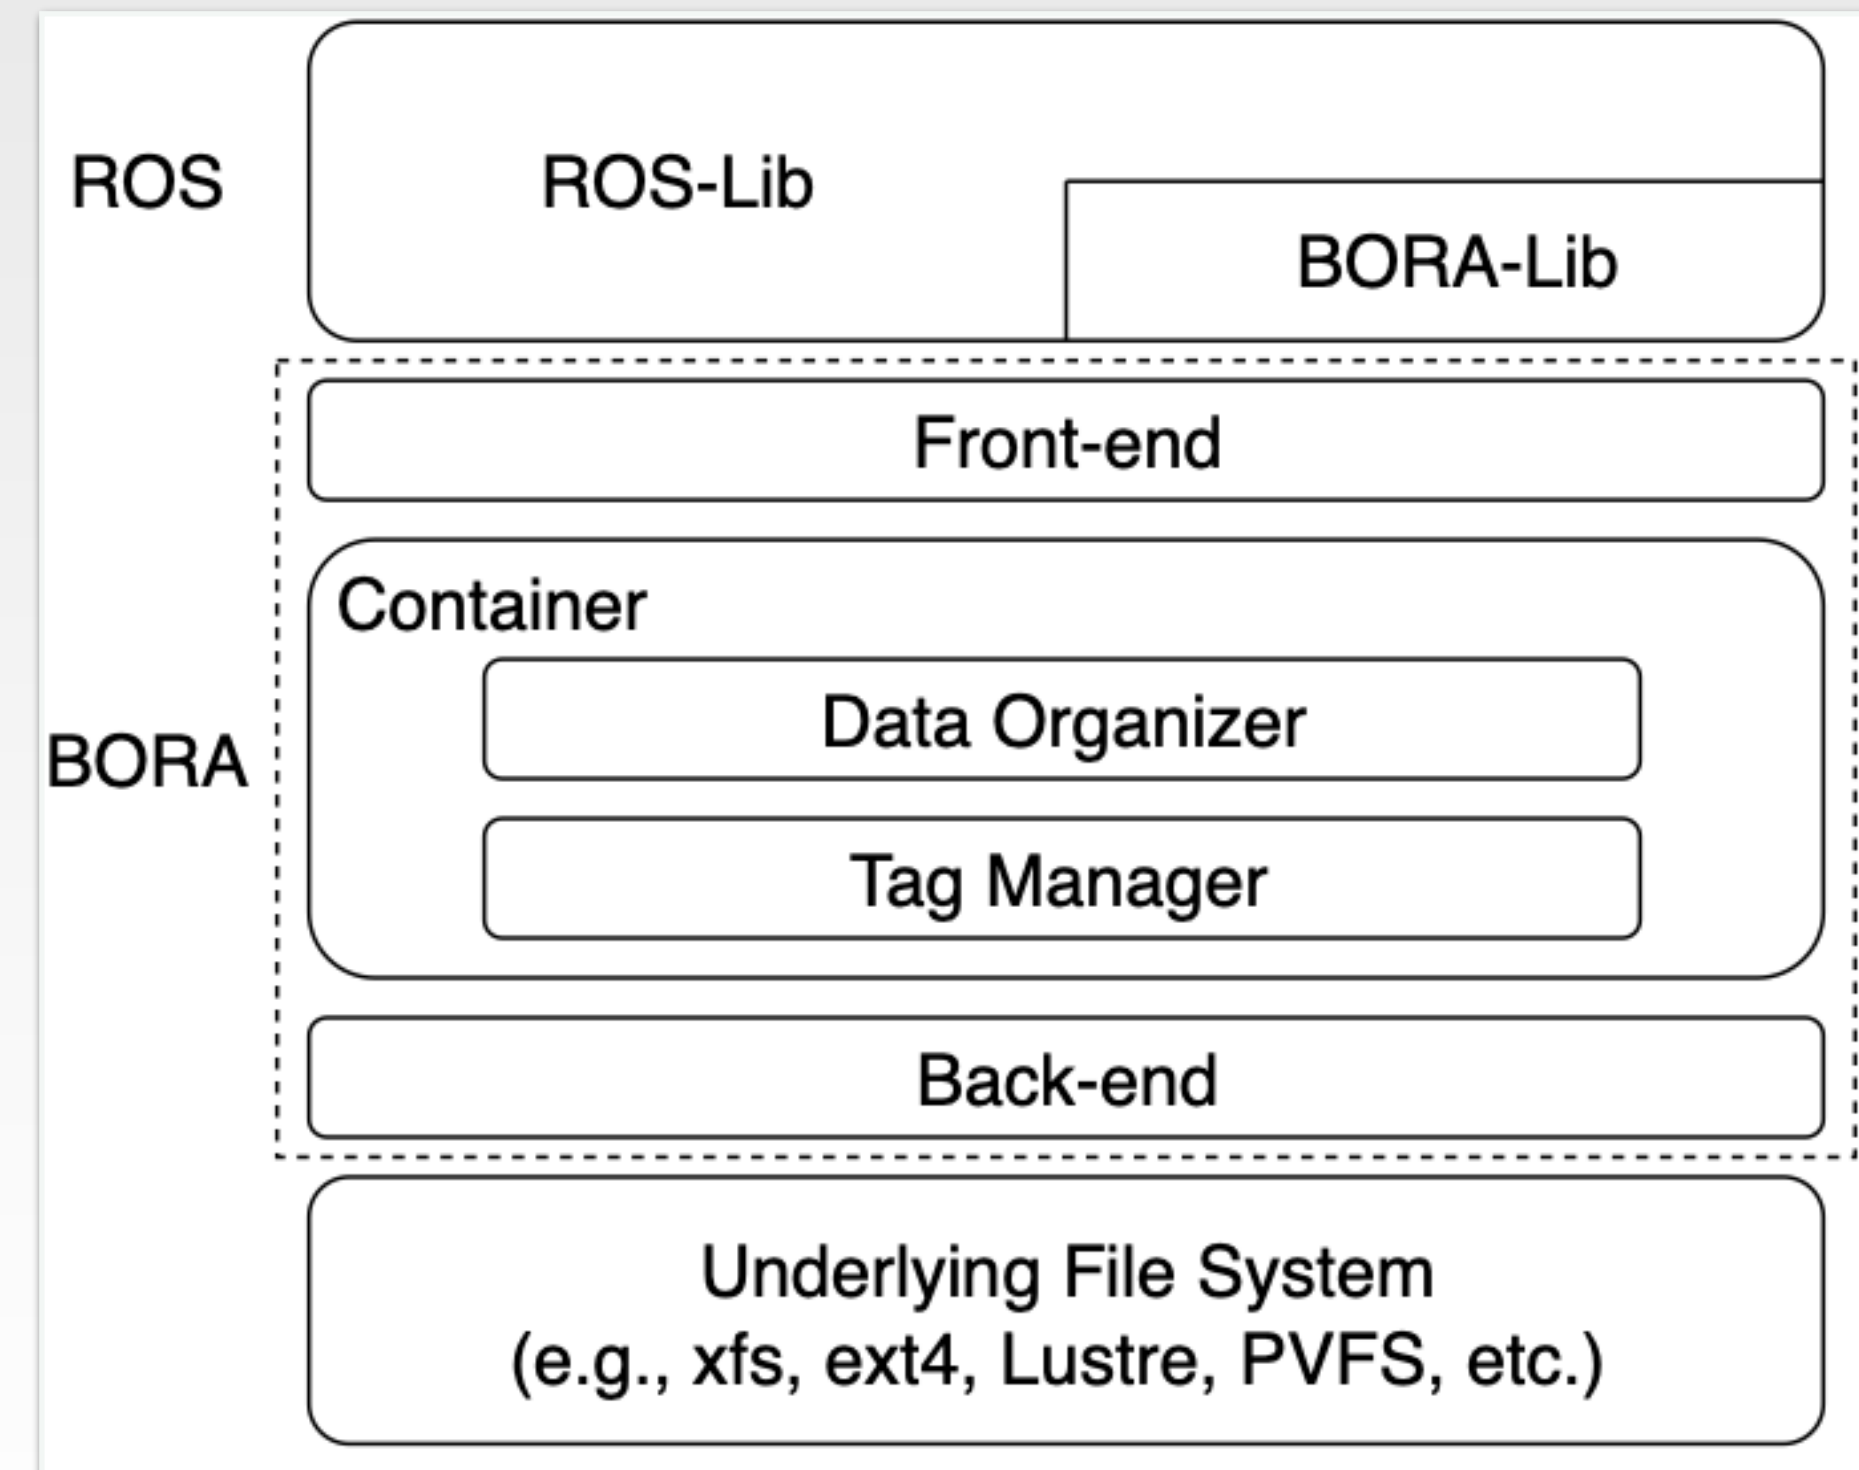 ROS
ROS-Lib
BORA-Lib
Front-end
Container
Data Organizer
BORA
Tag Manager
Back-end
Underlying File System
(e.g., xfs, ext4, Lustre, PVFS, etc.)